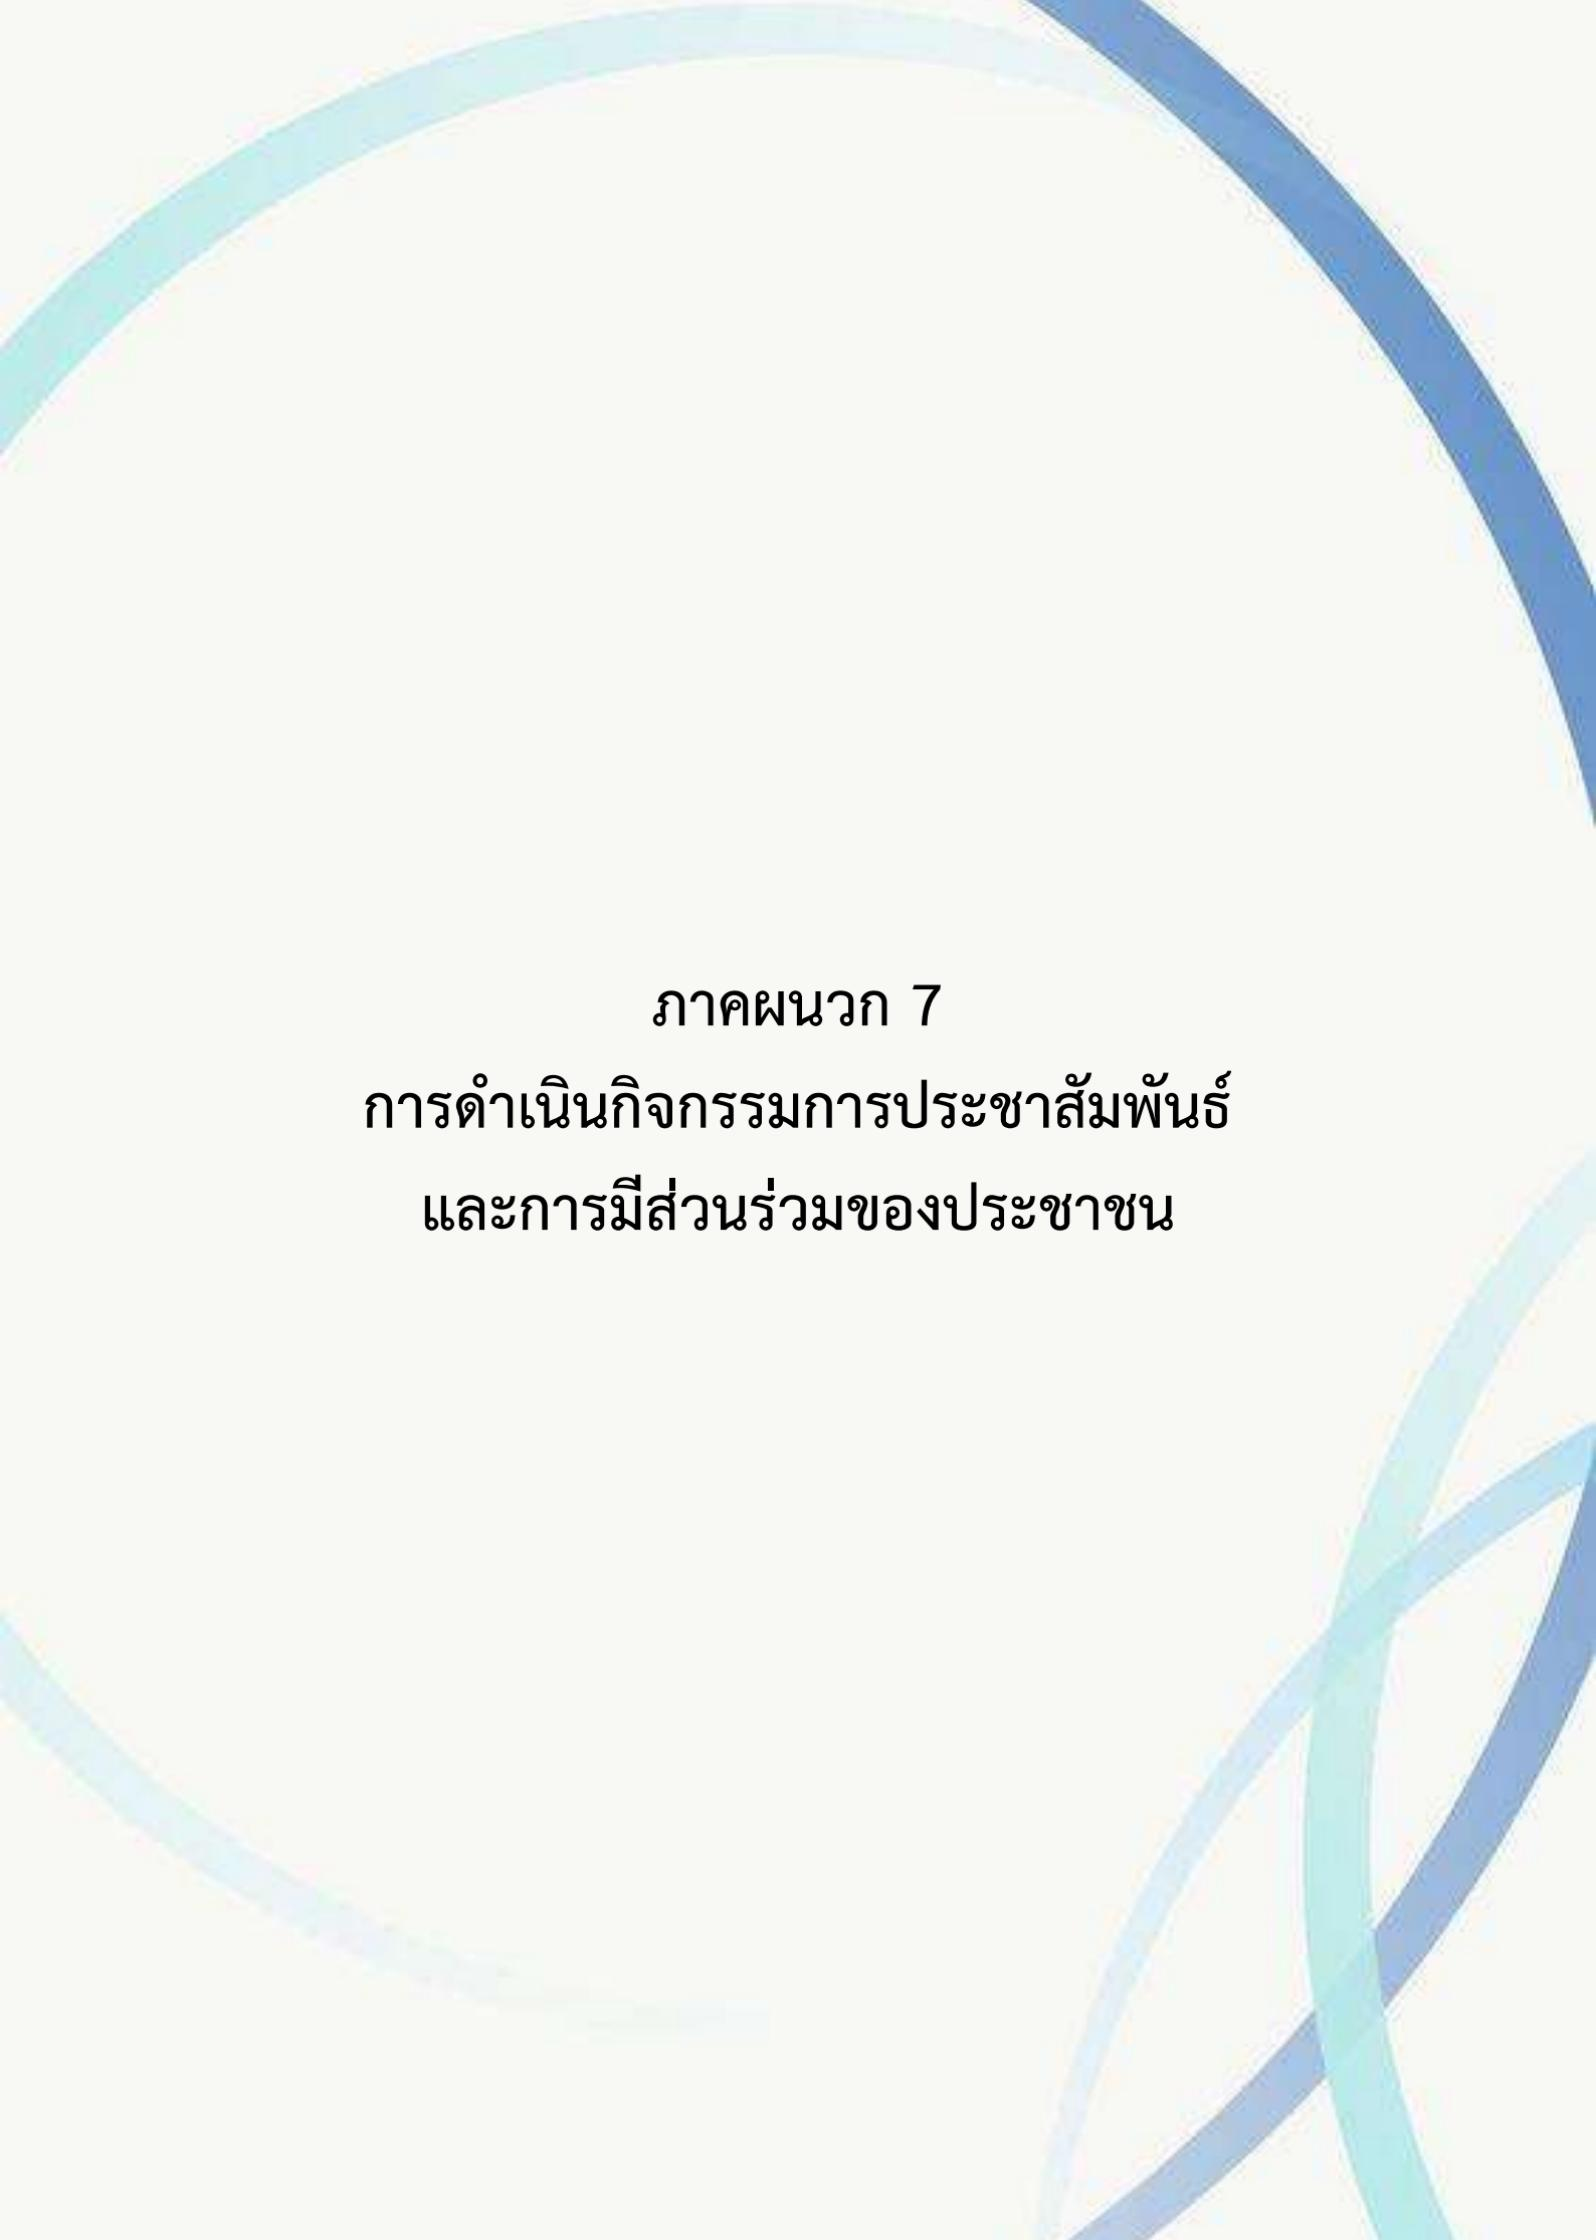 ภาคผนวก 7
การดำเนินกิจกรรมการประชาสัมพันธ์
และการมีส่วนร่วมของประชาชน